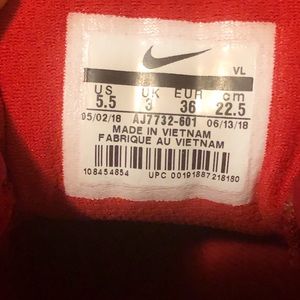 VL
US UK EUR cm
5.5 3 36 22.5
05/02/18 AJ7732-601 06/13/18
MADE IN VIETNAM
FABRIQUE AU VIETNAM
108454854 UPC 00191887218180